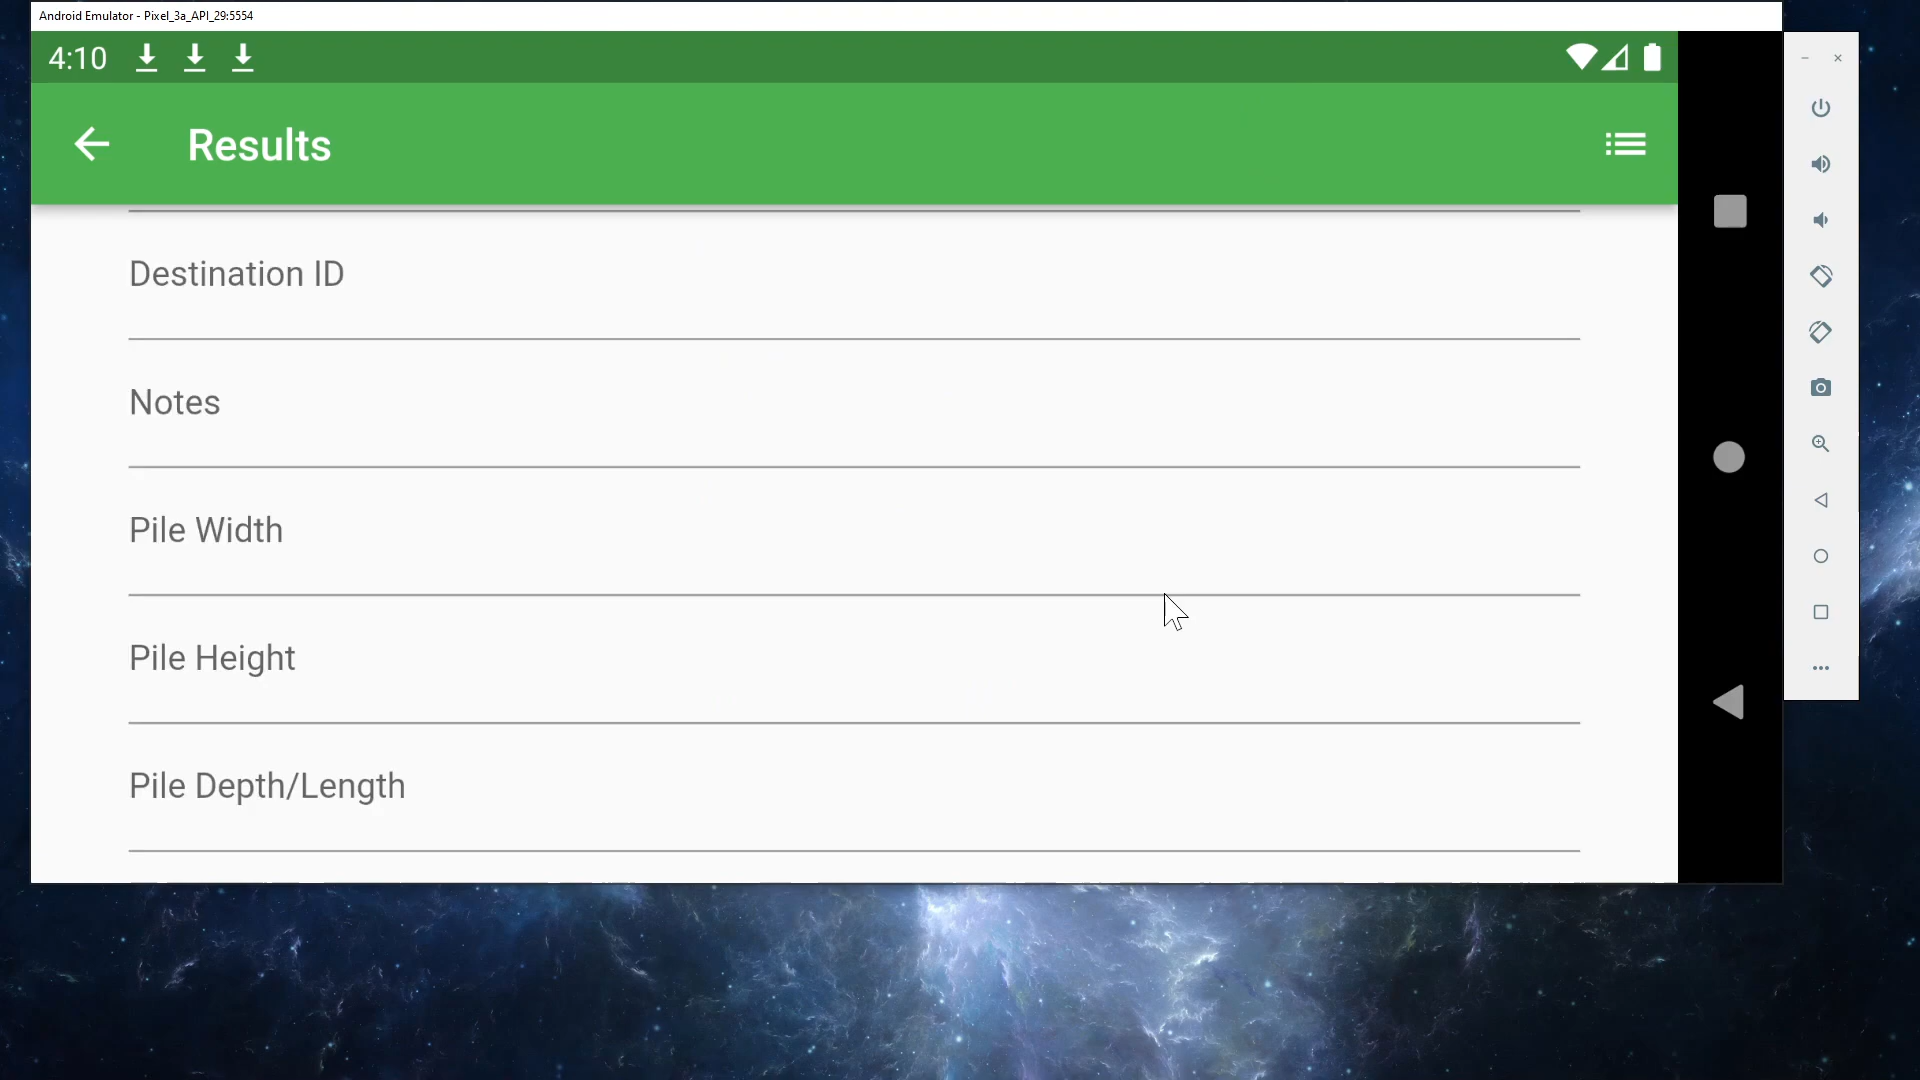 Android Emulator - Pixel_3a_API_29:5554
4:10
Results
Destination ID
Notes
Pile Width
Pile Height
Pile Depth/Length